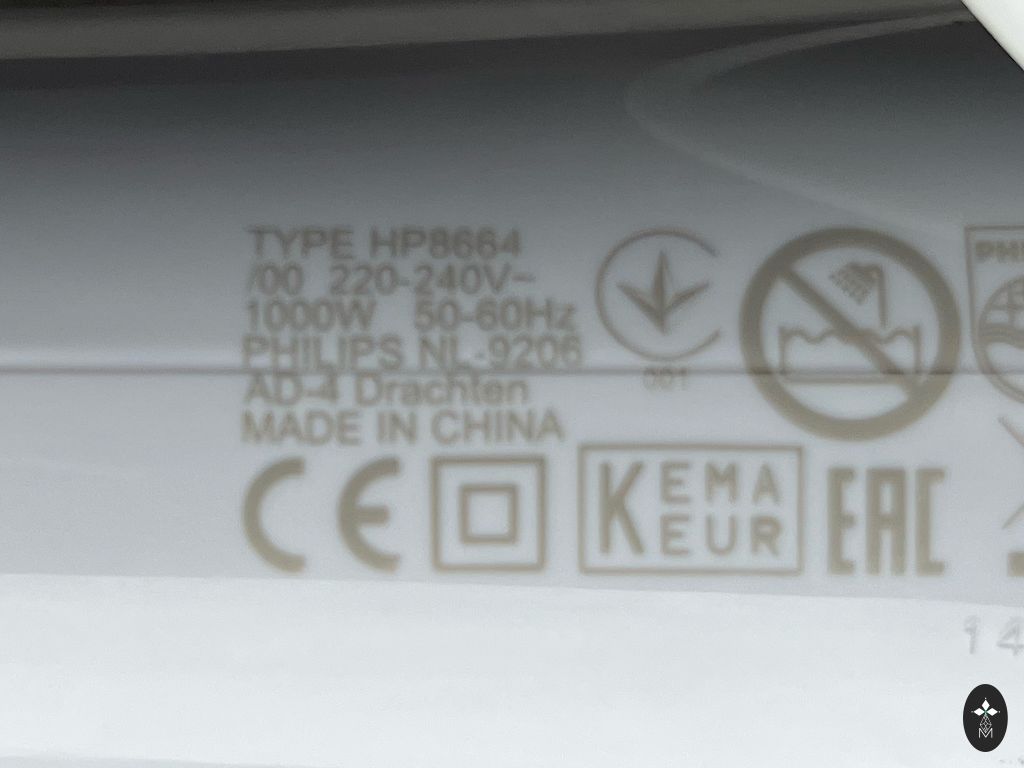 TYPE HP8664
/00 220-240V~
1000W 50-60Hz
PHILIPS NL-9206
AD-4 Drachten
MADE IN CHINA
001
CE
KEMA
EUR
EAC
14
M